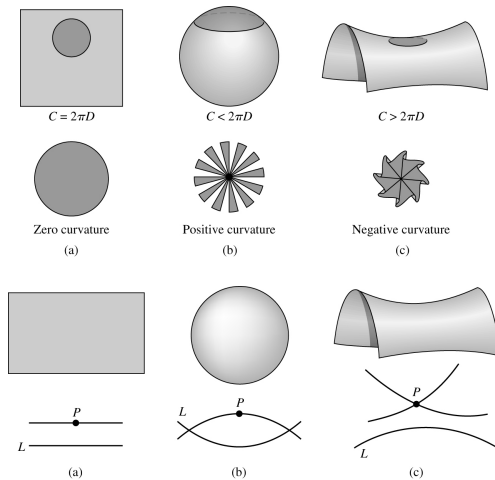 C = 2πD C < 2πD C > 2πD
Zero curvature Positive curvature Negative curvature
(a) (b) (c)
P L P P
L L
(a) (b) (c)